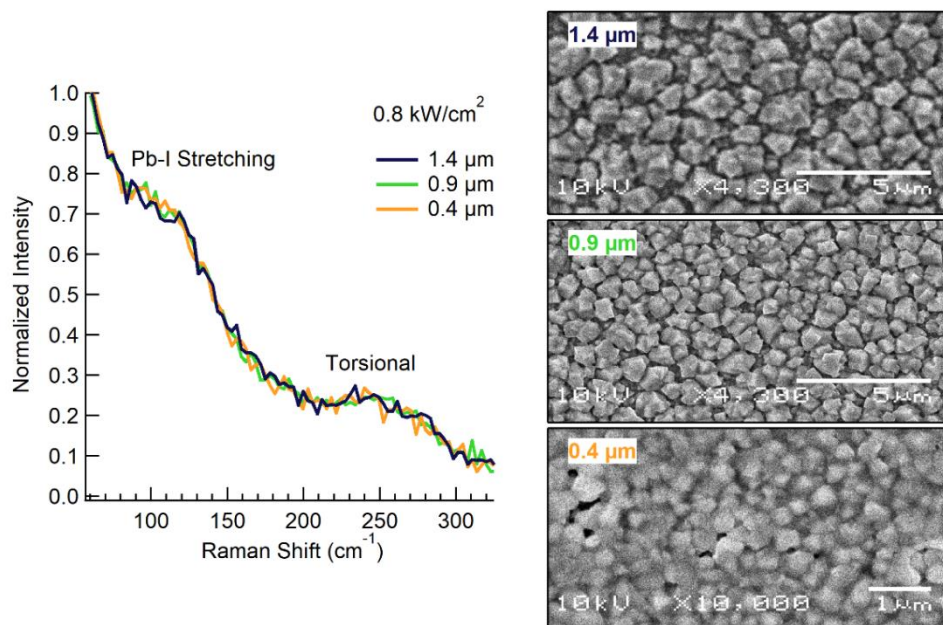 1.0
0.9
0.8
0.7
0.6
0.5
0.4
0.3
0.2
0.1
0.0
Normalized Intensity
100
150
200
250
300
Raman Shift (cm⁻¹)
Pb-I Stretching
Torsional
0.8 kW/cm²
1.4 µm
0.9 µm
0.4 µm
1.4 µm
10kV X4,300 5µm
0.9 µm
10kV X4,300 5µm
0.4 µm
10kV X10,000 1µm